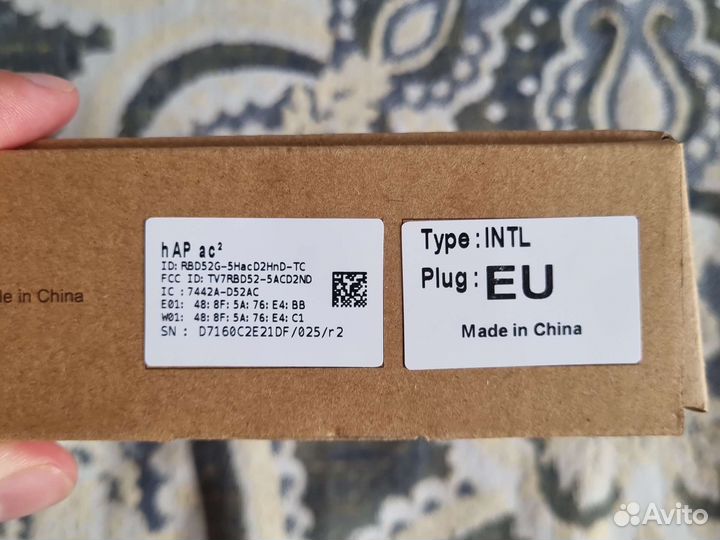 le in China
hAP ac²
ID: RBD52G-5HacD2HnD-TC
FCC ID: TV7RBD52-5ACD2ND
IC : 7442A-D52AC
E01: 48: 8F: 5A: 76: E4: BB
W01: 48: 8F: 5A: 76: E4: C1
SN : D7160C2E21DF/025/r2
Type: INTL
Plug: EU
Made in China
Avito